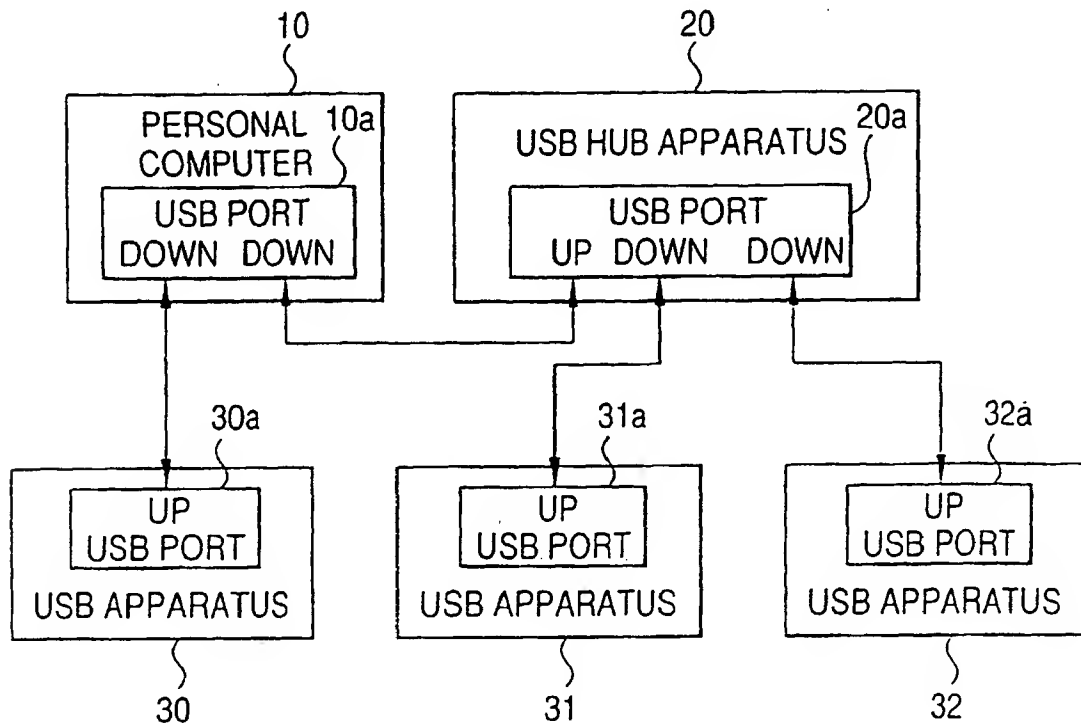 10
20
PERSONAL
COMPUTER
10a
USB PORT
DOWN DOWN
USB HUB APPARATUS
20a
USB PORT
UP DOWN DOWN
30a
UP
USB PORT
USB APPARATUS
30
31a
UP
USB PORT
USB APPARATUS
31
32a
UP
USB PORT
USB APPARATUS
32